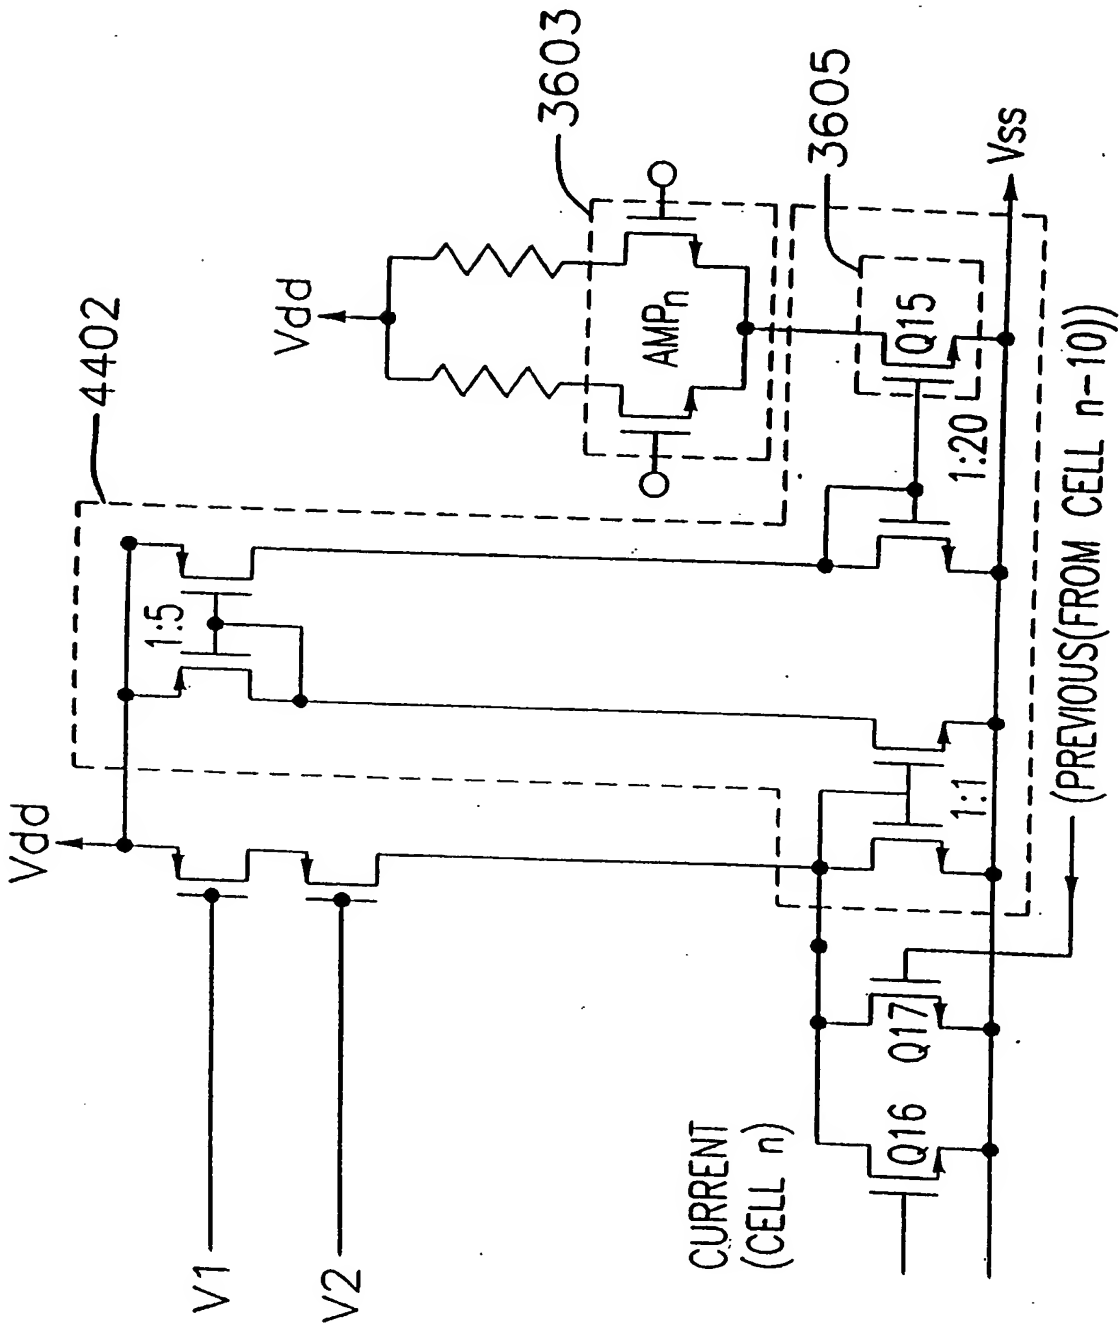 4402
3603
3605
Vdd
Vdd
1:5
AMPn
Q15
1:20
Vss
V1
V2
1:1
CURRENT
(CELL n)
Q16
Q17
(PREVIOUS(FROM CELL n-10))